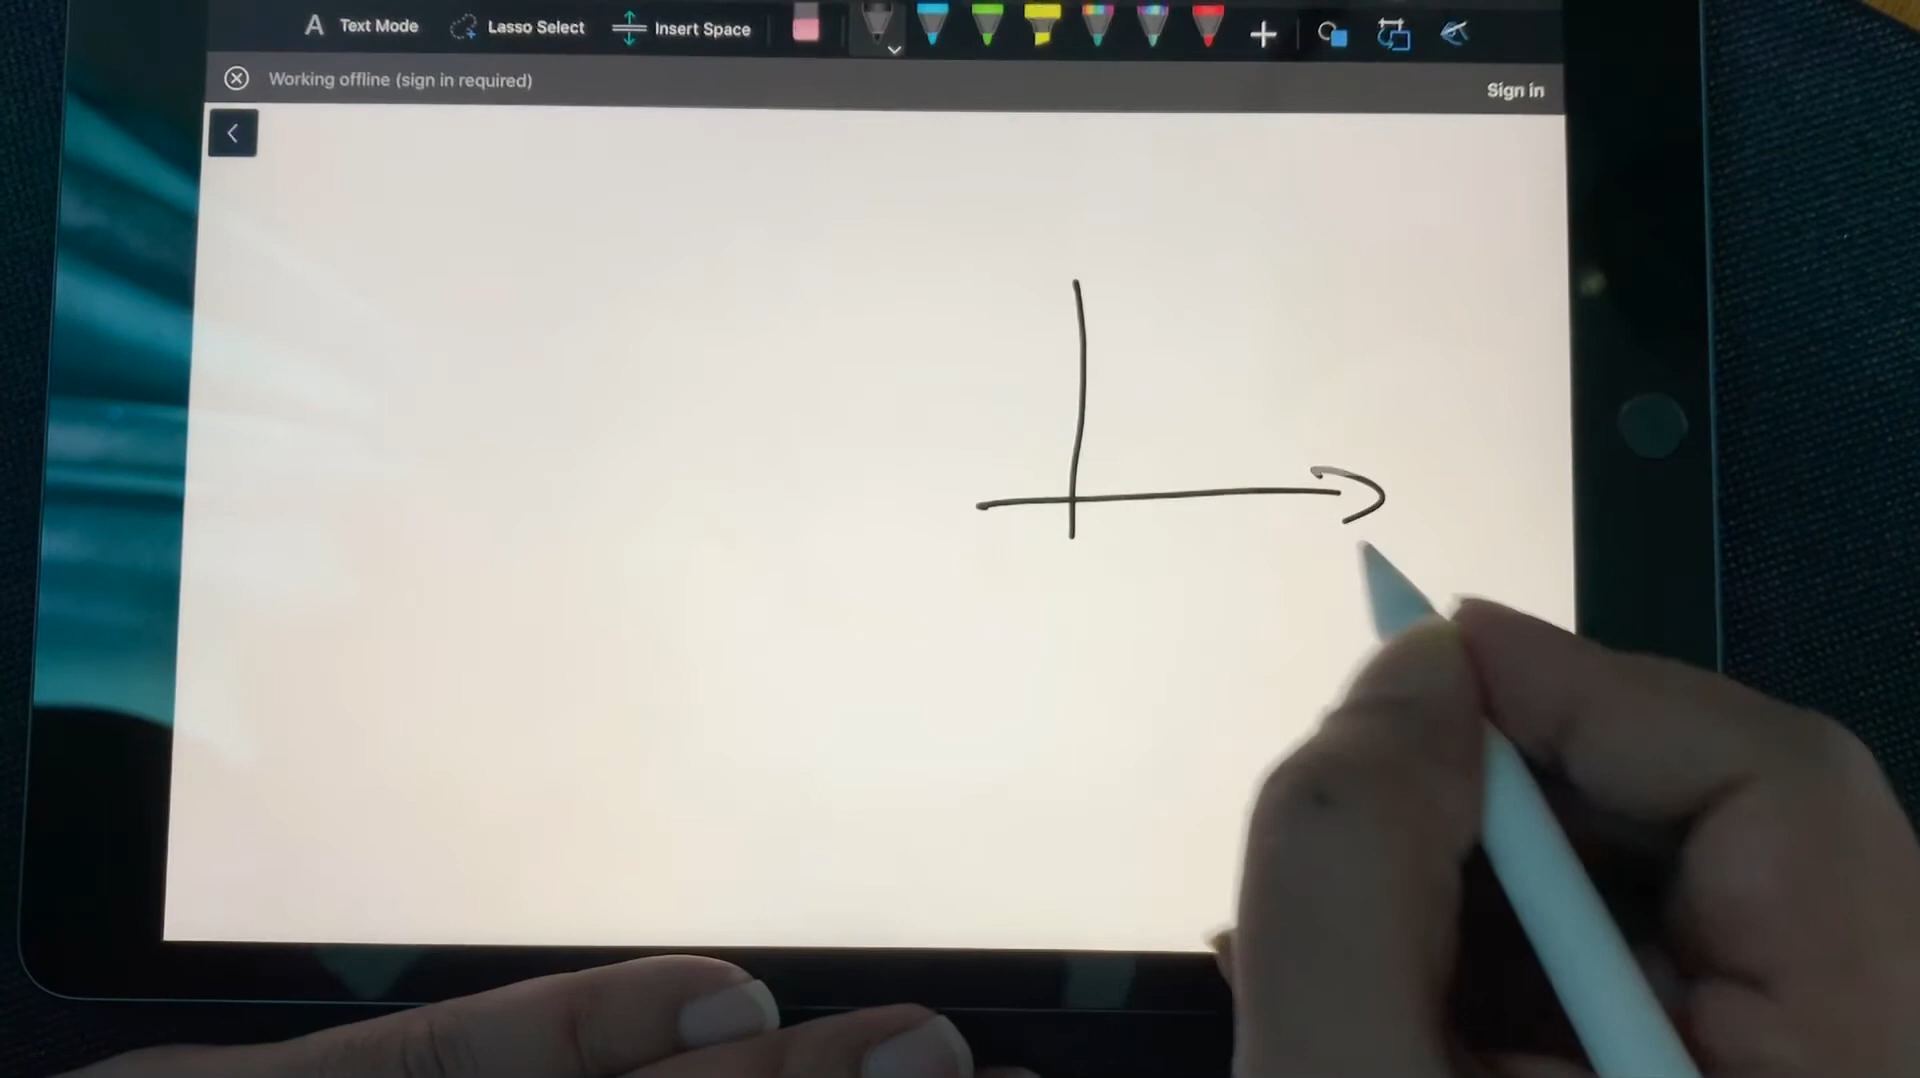 A Text Mode Lasso Select Insert Space
Working offline (sign in required) Sign in